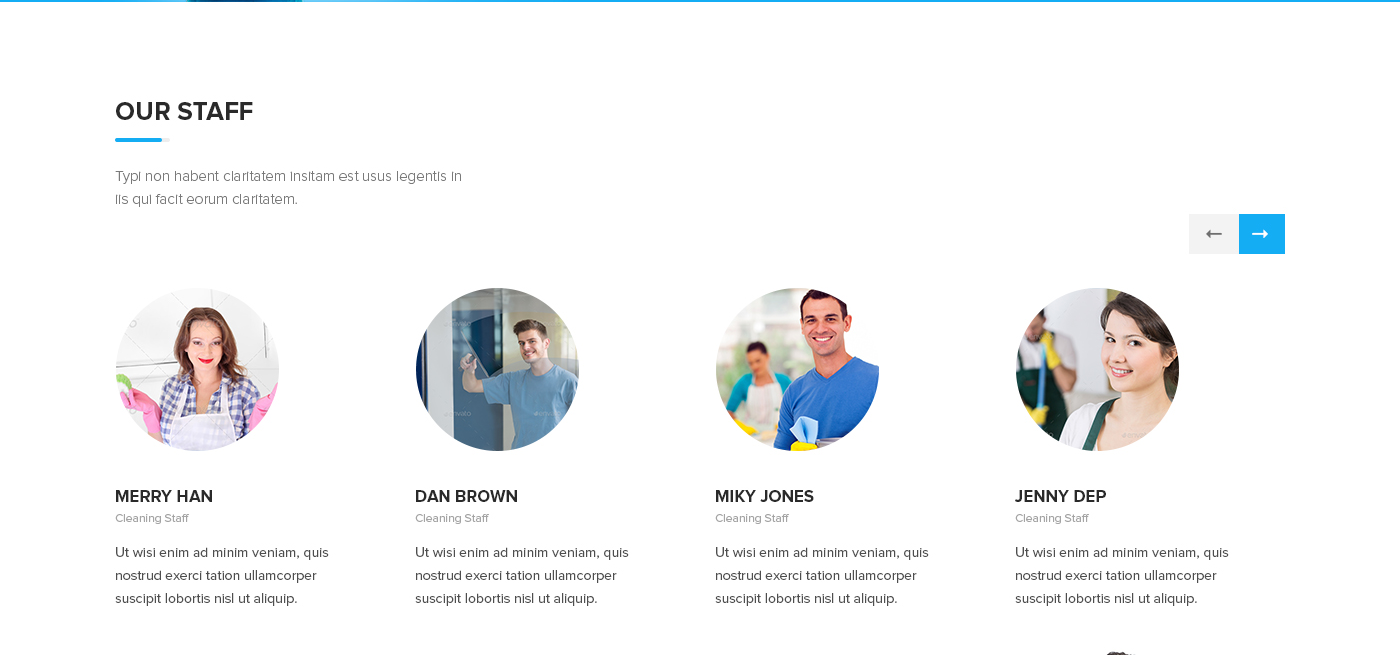 OUR STAFF
Typi non habent claritatem insitam est usus legentis in
iis qui facit eorum claritatem.
MERRY HAN
Cleaning Staff
Ut wisi enim ad minim veniam, quis
nostrud exerci tation ullamcorper
suscipit lobortis nisl ut aliquip.
DAN BROWN
Cleaning Staff
Ut wisi enim ad minim veniam, quis
nostrud exerci tation ullamcorper
suscipit lobortis nisl ut aliquip.
MIKY JONES
Cleaning Staff
Ut wisi enim ad minim veniam, quis
nostrud exerci tation ullamcorper
suscipit lobortis nisl ut aliquip.
JENNY DEP
Cleaning Staff
Ut wisi enim ad minim veniam, quis
nostrud exerci tation ullamcorper
suscipit lobortis nisl ut aliquip.